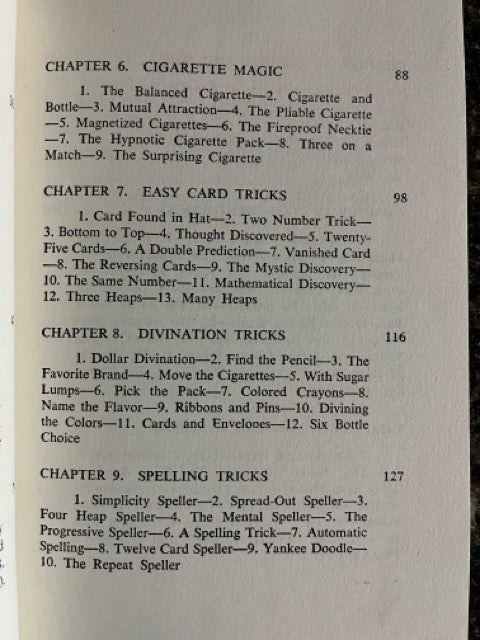 CHAPTER 6. CIGARETTE MAGIC 88
1. The Balanced Cigarette—2. Cigarette and
Bottle—3. Mutual Attraction—4. The Pliable Cigarette
—5. Magnetized Cigarettes—6. The Fireproof Necktie
—7. The Hypnotic Cigarette Pack—8. Three on a
Match—9. The Surprising Cigarette
CHAPTER 7. EASY CARD TRICKS 98
1. Card Found in Hat—2. Two Number Trick—
3. Bottom to Top—4. Thought Discovered—5. Twenty-
Five Cards—6. A Double Prediction—7. Vanished Card
—8. The Reversing Cards—9. The Mystic Discovery—
10. The Same Number—11. Mathematical Discovery—
12. Three Heaps—13. Many Heaps
CHAPTER 8. DIVINATION TRICKS 116
1. Dollar Divination—2. Find the Pencil—3. The
Favorite Brand—4. Move the Cigarettes—5. With Sugar
Lumps—6. Pick the Pack—7. Colored Crayons—8.
Name the Flavor—9. Ribbons and Pins—10. Divining
the Colors—11. Cards and Envelopes—12. Six Bottle
Choice
CHAPTER 9. SPELLING TRICKS 127
1. Simplicity Speller—2. Spread-Out Speller—3.
Four Heap Speller—4. The Mental Speller—5. The
Progressive Speller—6. A Spelling Trick—7. Automatic
Spelling—8. Twelve Card Speller—9. Yankee Doodle—
10. The Repeat Speller